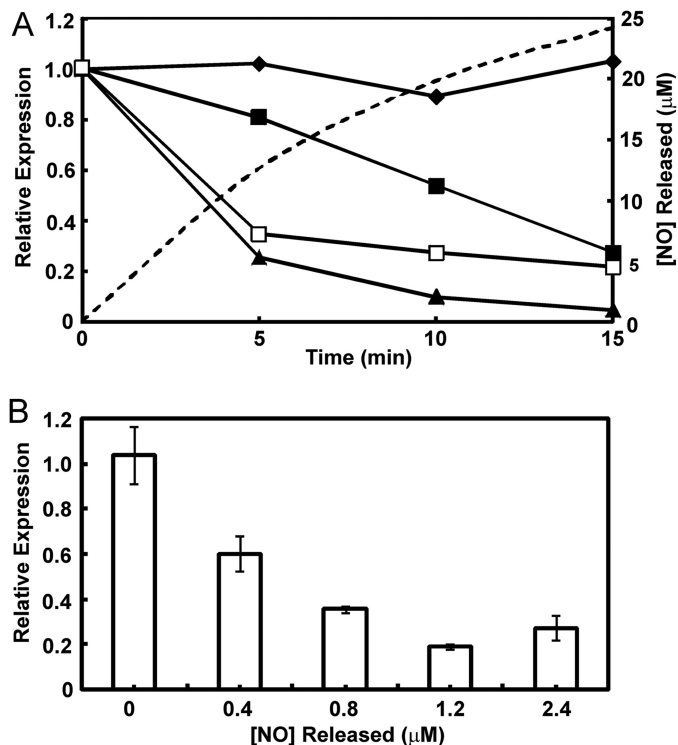 A
Relative Expression
1.2
1.0
0.8
0.6
0.4
0.2
0
25
20
15
10
5
0
[NO] Released (μM)
0 5 10 15
Time (min)
B
Relative Expression
1.2
1.0
0.8
0.6
0.4
0.2
0
0 0.4 0.8 1.2 2.4
[NO] Released (μM)